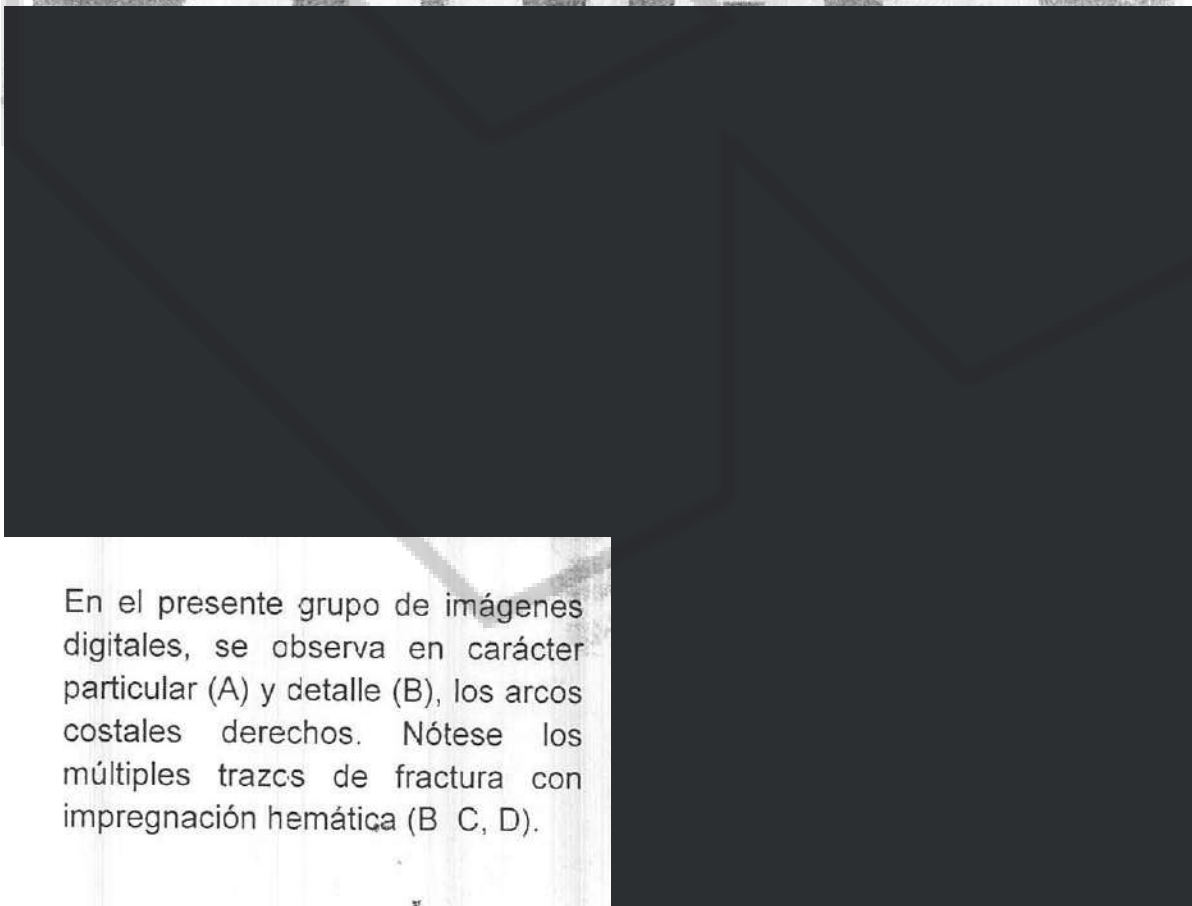 En el presente grupo de imágenes
digitales, se observa en carácter
particular (A) y detalle (B), los arcos
costales derechos. Nótese los
múltiples trazos de fractura con
impregnación hemática (B C, D).